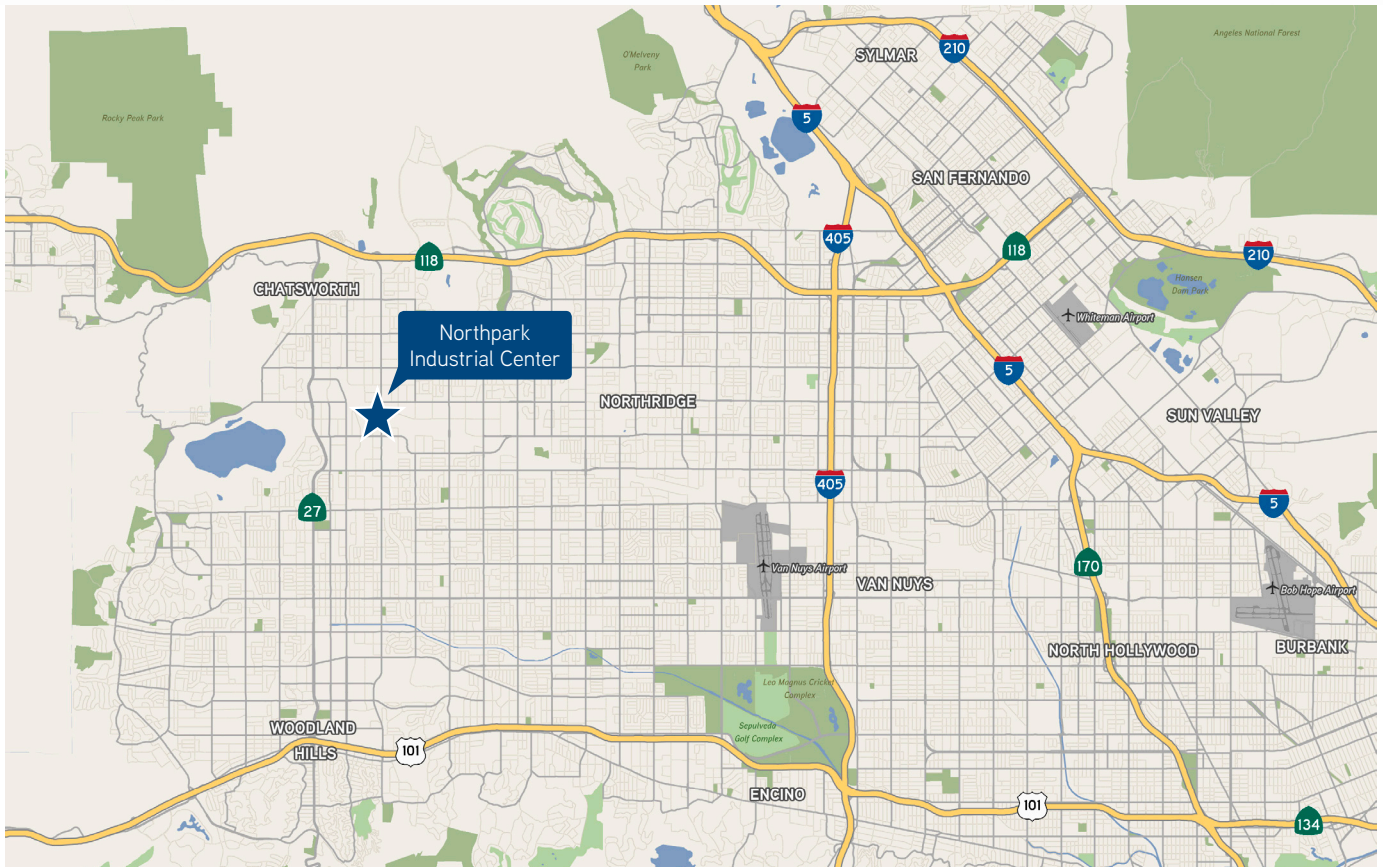 Angeles National Forest
SYLMAR
210
O'Melveny
Park
5
Rocky Peak Park
SAN FERNANDO
405
118
210
118
CHATSWORTH
Hansen
Dam Park
Whiteman Airport
Northpark
Industrial Center
5
NORTHRIDGE
SUN VALLEY
405
27
5
Van Nuys Airport
VAN NUYS
170
Bob Hope Airport
NORTH HOLLYWOOD
BURBANK
Leo Magnus Cricket
Complex
Sepulveda
Golf Complex
WOODLAND
HILLS
101
ENCINO
101
134